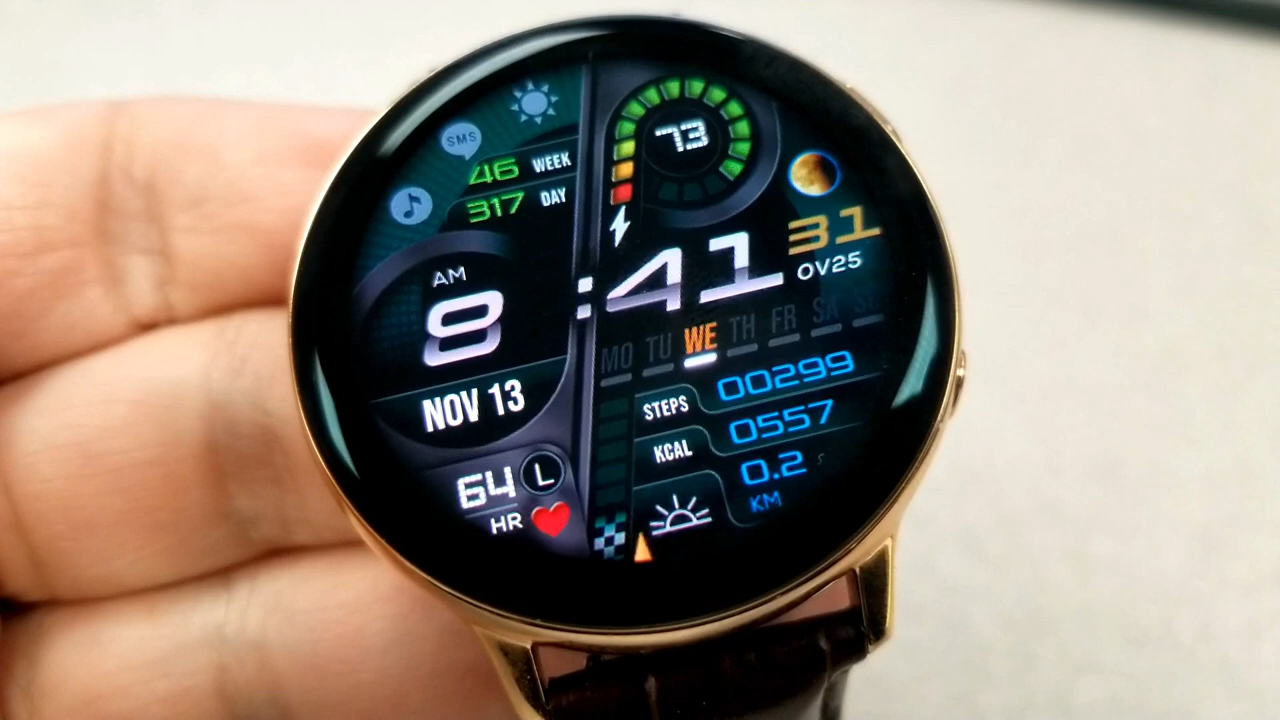 SMS
46 WEEK
317 DAY
73
AM
8:41
31
OV25
MO TU WE TH FR SA
NOV 13
STEPS 00299
KCAL 0557
0.2
KM
64 L
HR